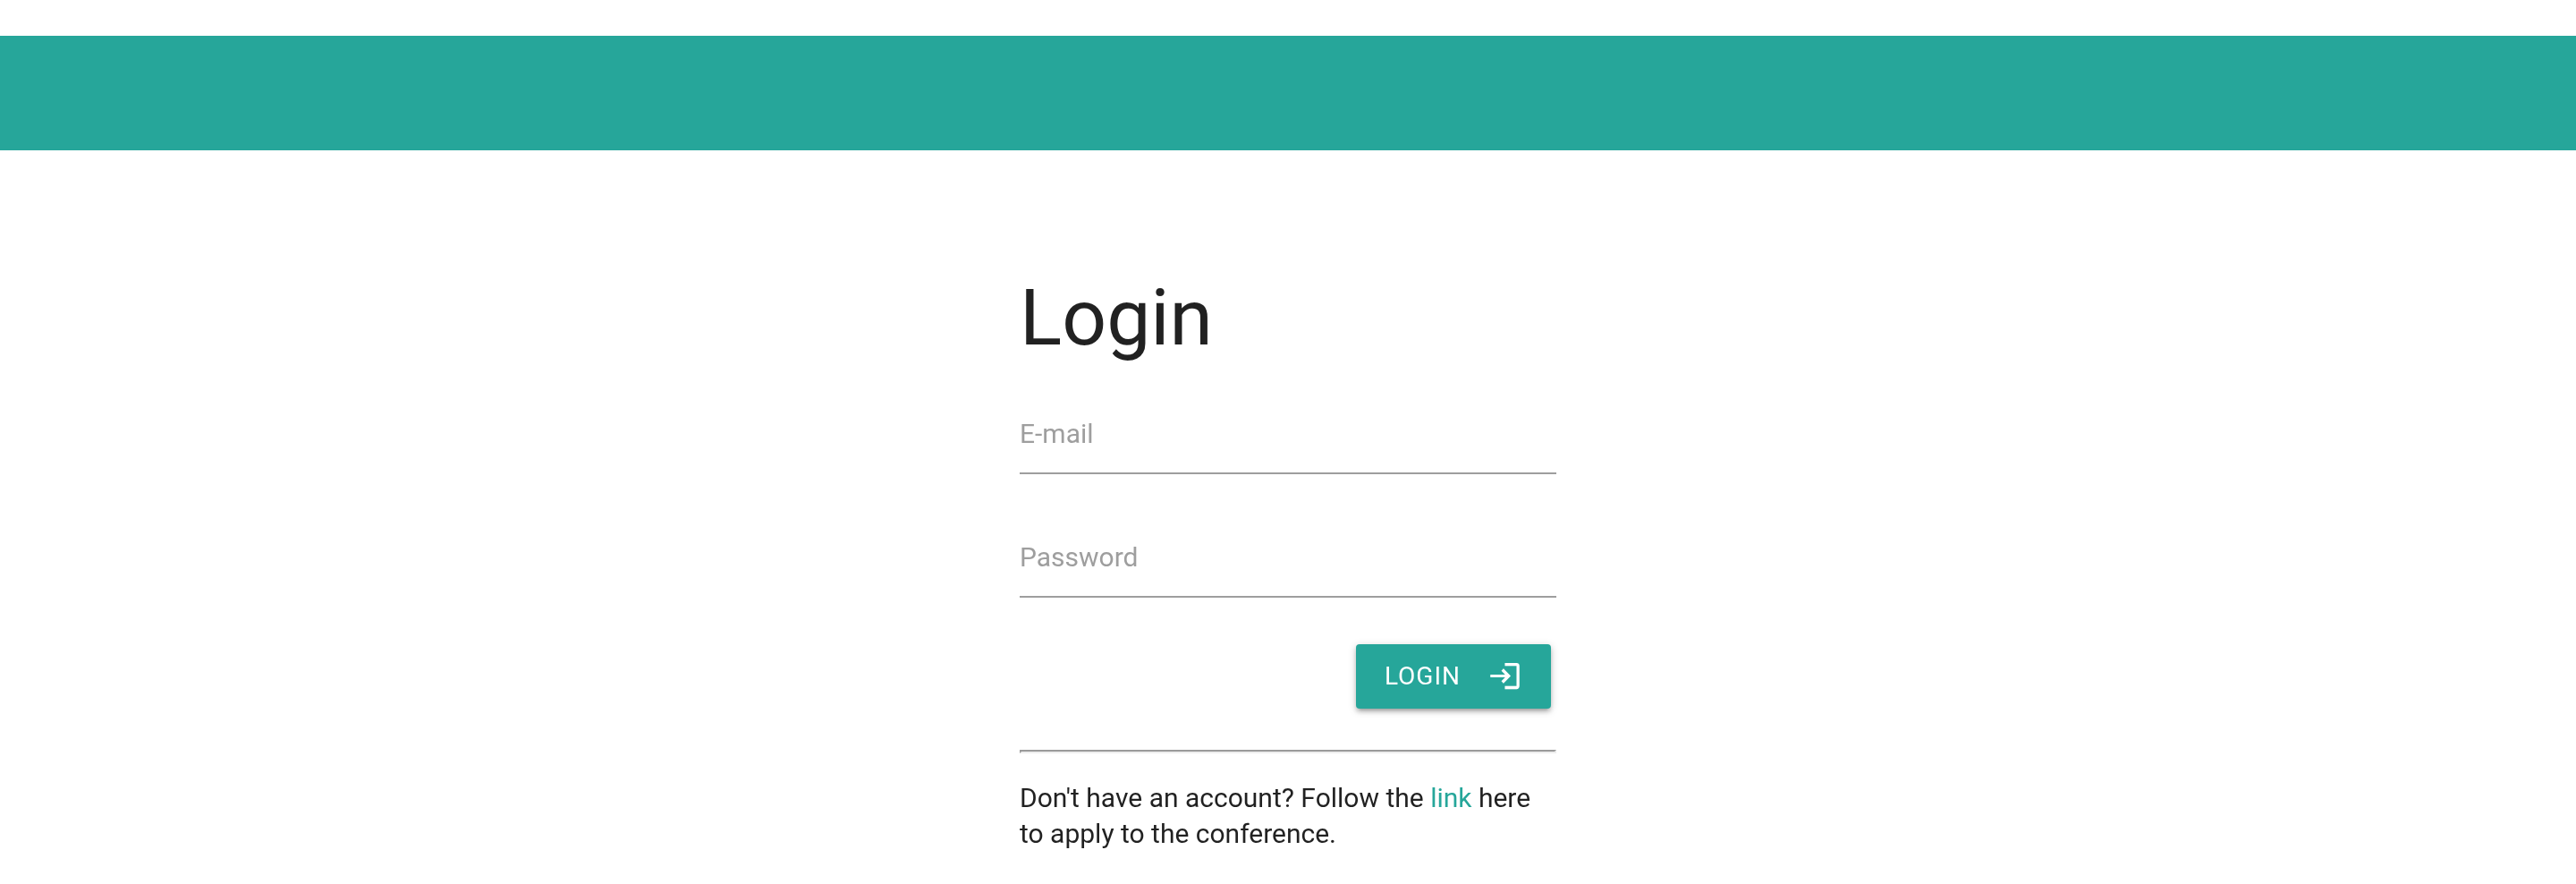 Login
E-mail
Password
LOGIN
Don't have an account? Follow the link here
to apply to the conference.